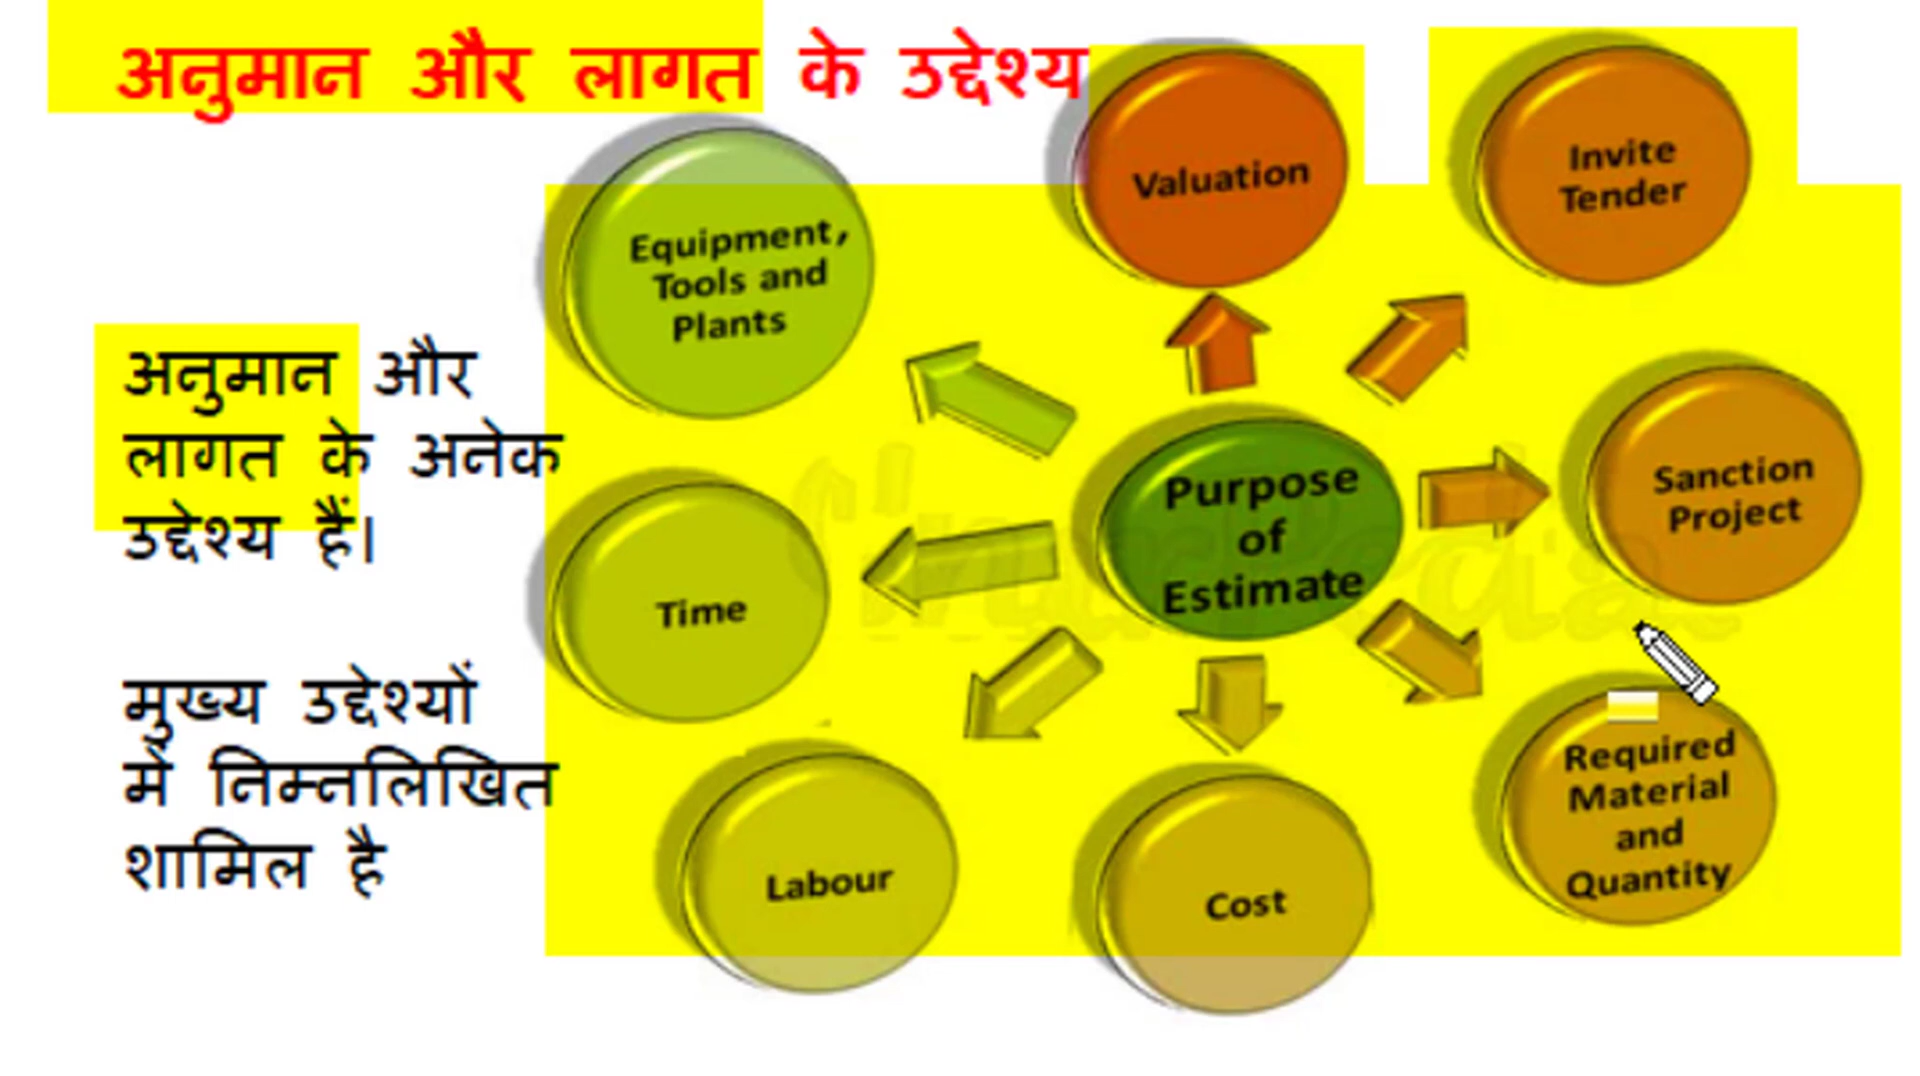 अनुमान और लागत के उद्देश्य
अनुमान और
लागत के अनेक
उद्देश्य हैं।
मुख्य उद्देश्यों
में निम्नलिखित
शामिल है
Purpose
of
Estimate
Valuation
Invite
Tender
Sanction
Project
Required
Material
and
Quantity
Cost
Labour
Time
Equipment,
Tools and
Plants